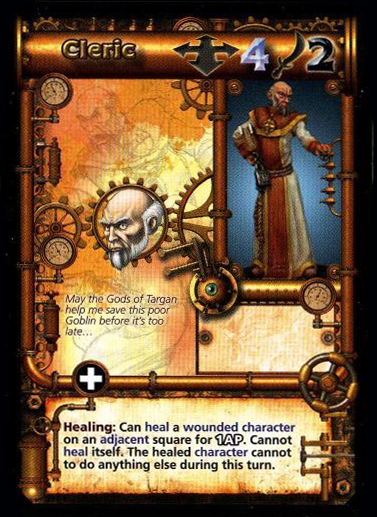 Cleric 4 2
May the Gods of Targan
help me save this poor
Goblin before it's too
late...
Healing: Can heal a wounded character
on an adjacent square for 1AP. Cannot
heal itself. The healed character cannot
to do anything else during this turn.